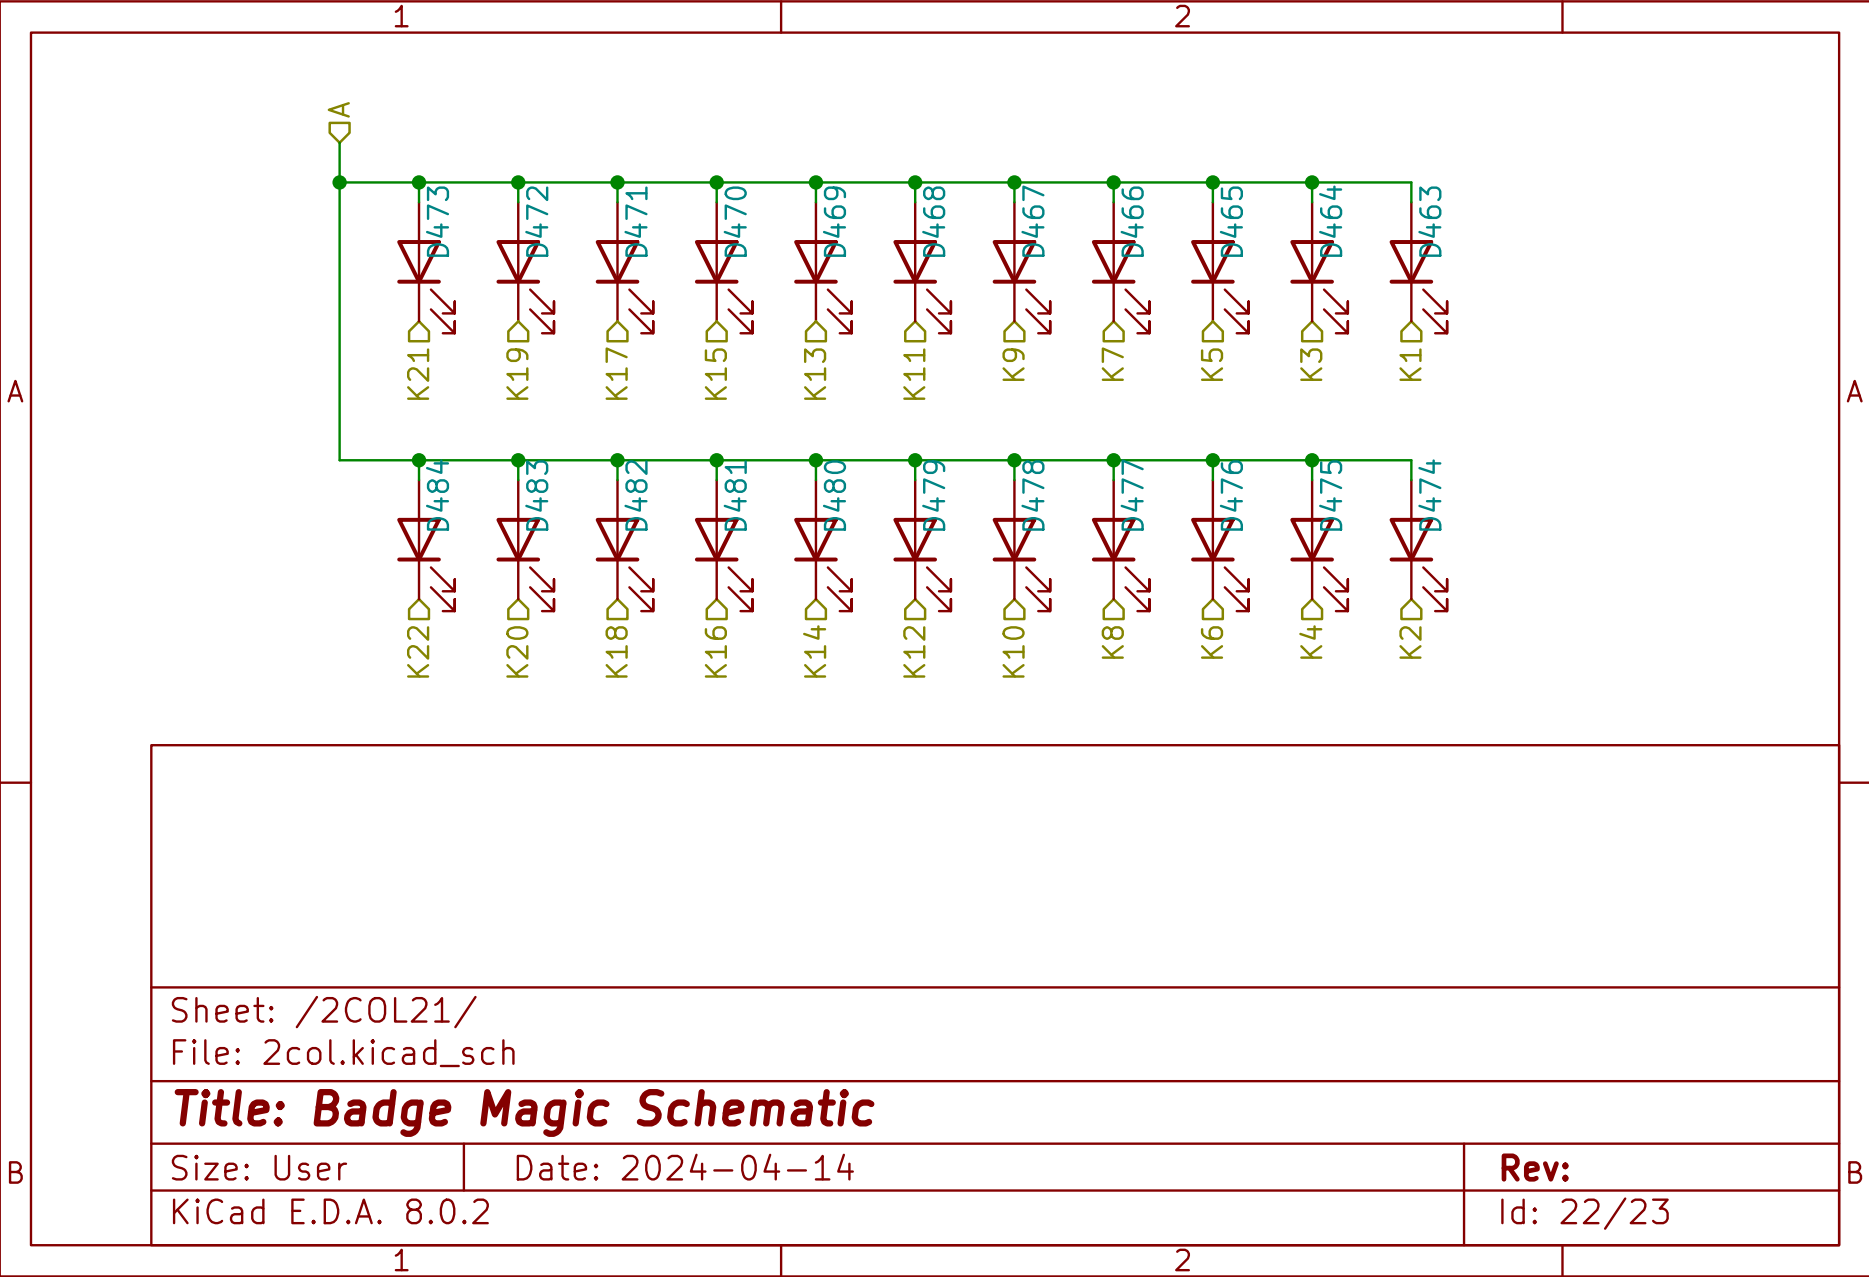 1 2
A
D473 D472 D471 D470 D469 D468 D467 D466 D465 D464 D463
K21 K19 K17 K15 K13 K11 K9 K7 K5 K3 K1
A A
D484 D483 D482 D481 D480 D479 D478 D477 D476 D475 D474
K22 K20 K18 K16 K14 K12 K10 K8 K6 K4 K2
Sheet: /2COL21/
File: 2col.kicad_sch
Title: Badge Magic Schematic
B B
Size: User Date: 2024-04-14 Rev:
KiCad E.D.A. 8.0.2 Id: 22/23
1 2